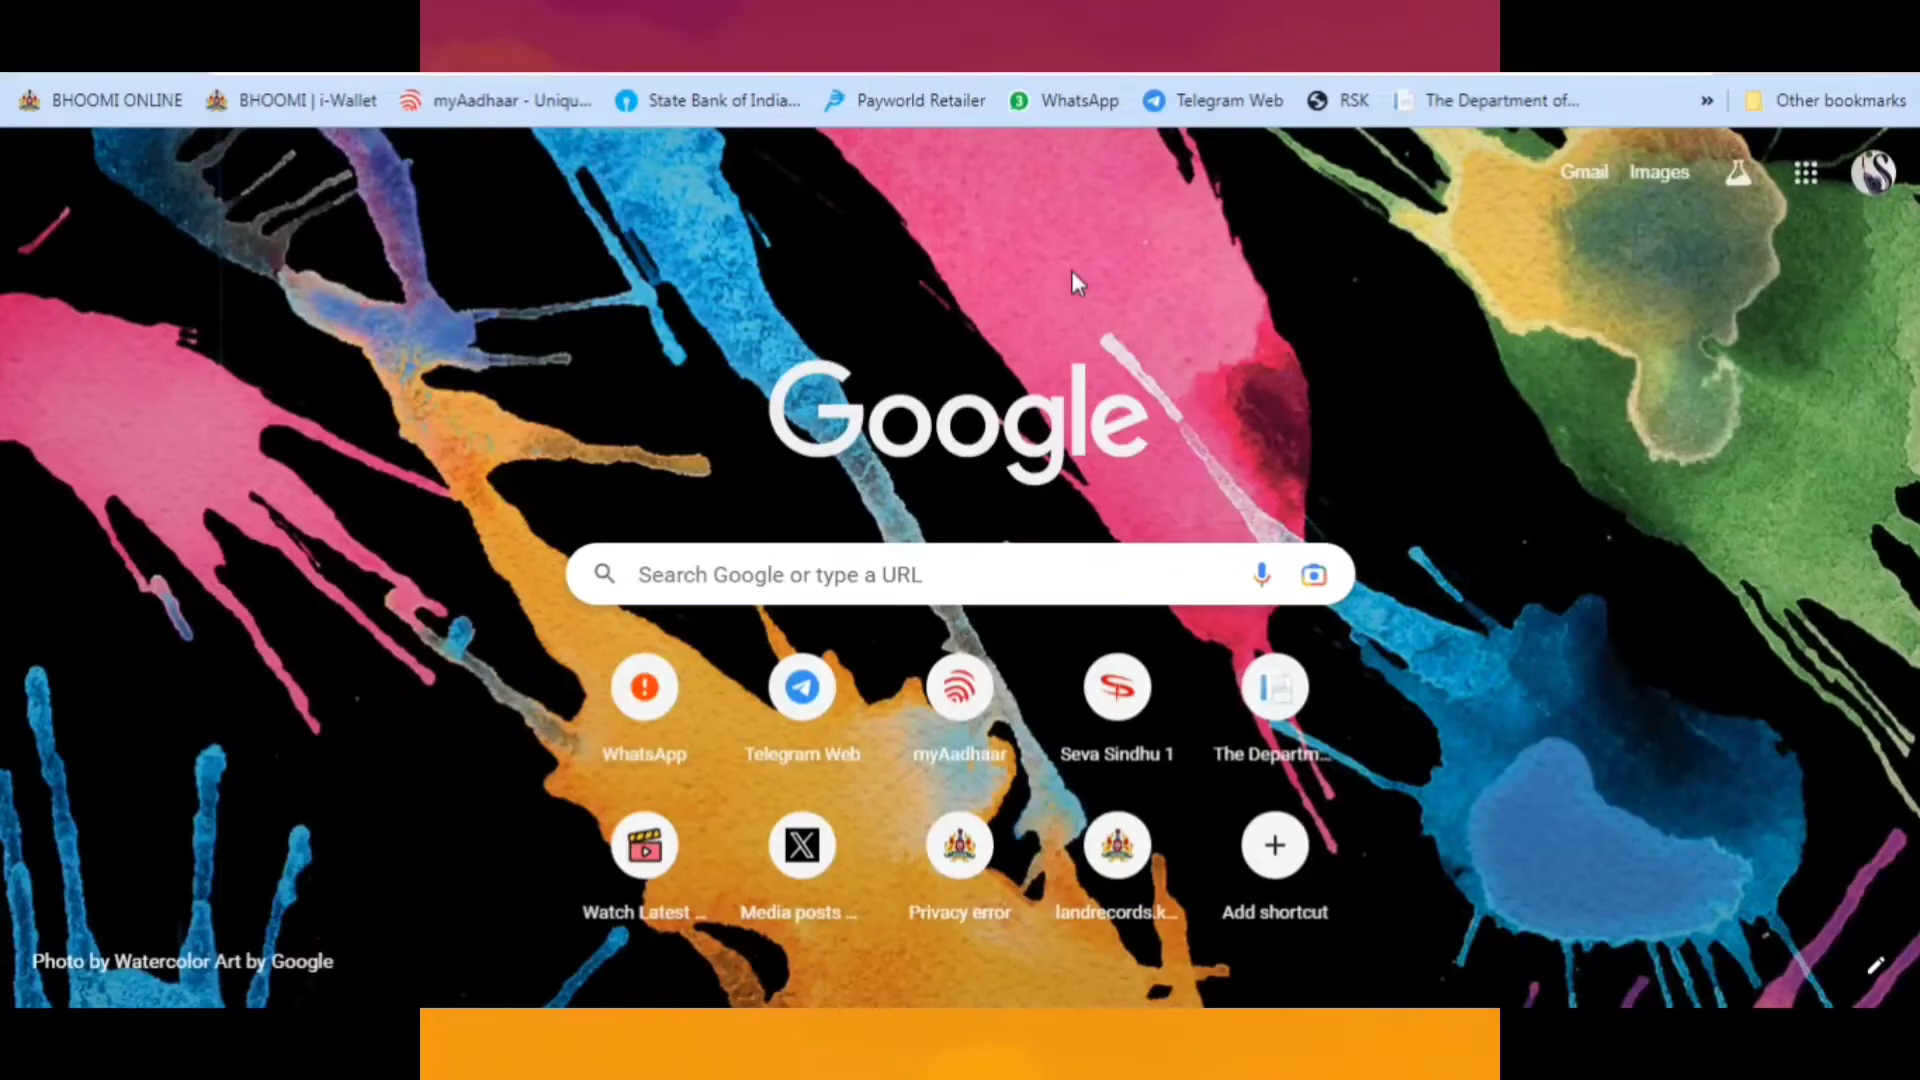 BHOOMI ONLINE BHOOMI | i-Wallet myAadhaar - Uniqu... State Bank of India... Payworld Retailer 3 WhatsApp Telegram Web RSK The Department of... » Other bookmarks
Gmail Images
Google
Search Google or type a URL
WhatsApp Telegram Web myAadhaar Seva Sindhu 1 The Departm...
Watch Latest ... Media posts ... Privacy error landrecords.k... Add shortcut
Photo by Watercolor Art by Google